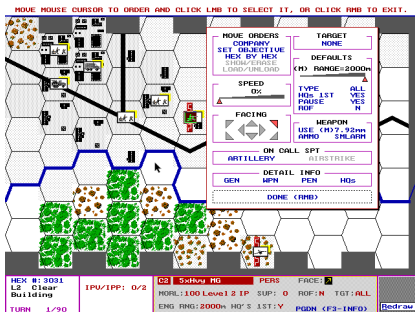 MOVE MOUSE CURSOR TO ORDER AND CLICK LMB TO SELECT IT, OR CLICK RMB TO EXIT.
MOVE ORDERS
COMPANY
SET OBJECTIVE
HEX BY HEX
SHOW/ERASE
LOAD/UNLOAD
SPEED
0%
FACING
TARGET
NONE
DEFAULTS
(M) RANGE=2000m
TYPE ALL
HQs 1ST YES
PAUSE YES
ROF N
WEAPON
USE (M)7.92mm
AMMO SMLARM
ON CALL SPT
ARTILLERY AIRSTRIKE
DETAIL INFO
GEN WPN PEN HQs
DONE (RMB)
HEX #: 3031
L2 Clear
Building
TURN 1/90
IPU/IPP: 0/2
C2 5xHvy MG PERS FACE:
MORL:100 Level 2 IP SUP: 0 ROF:N TGT:ALL
ENG RNG:2000m HQ'S 1ST:Y PGDN (F3-INFO)
Redraw